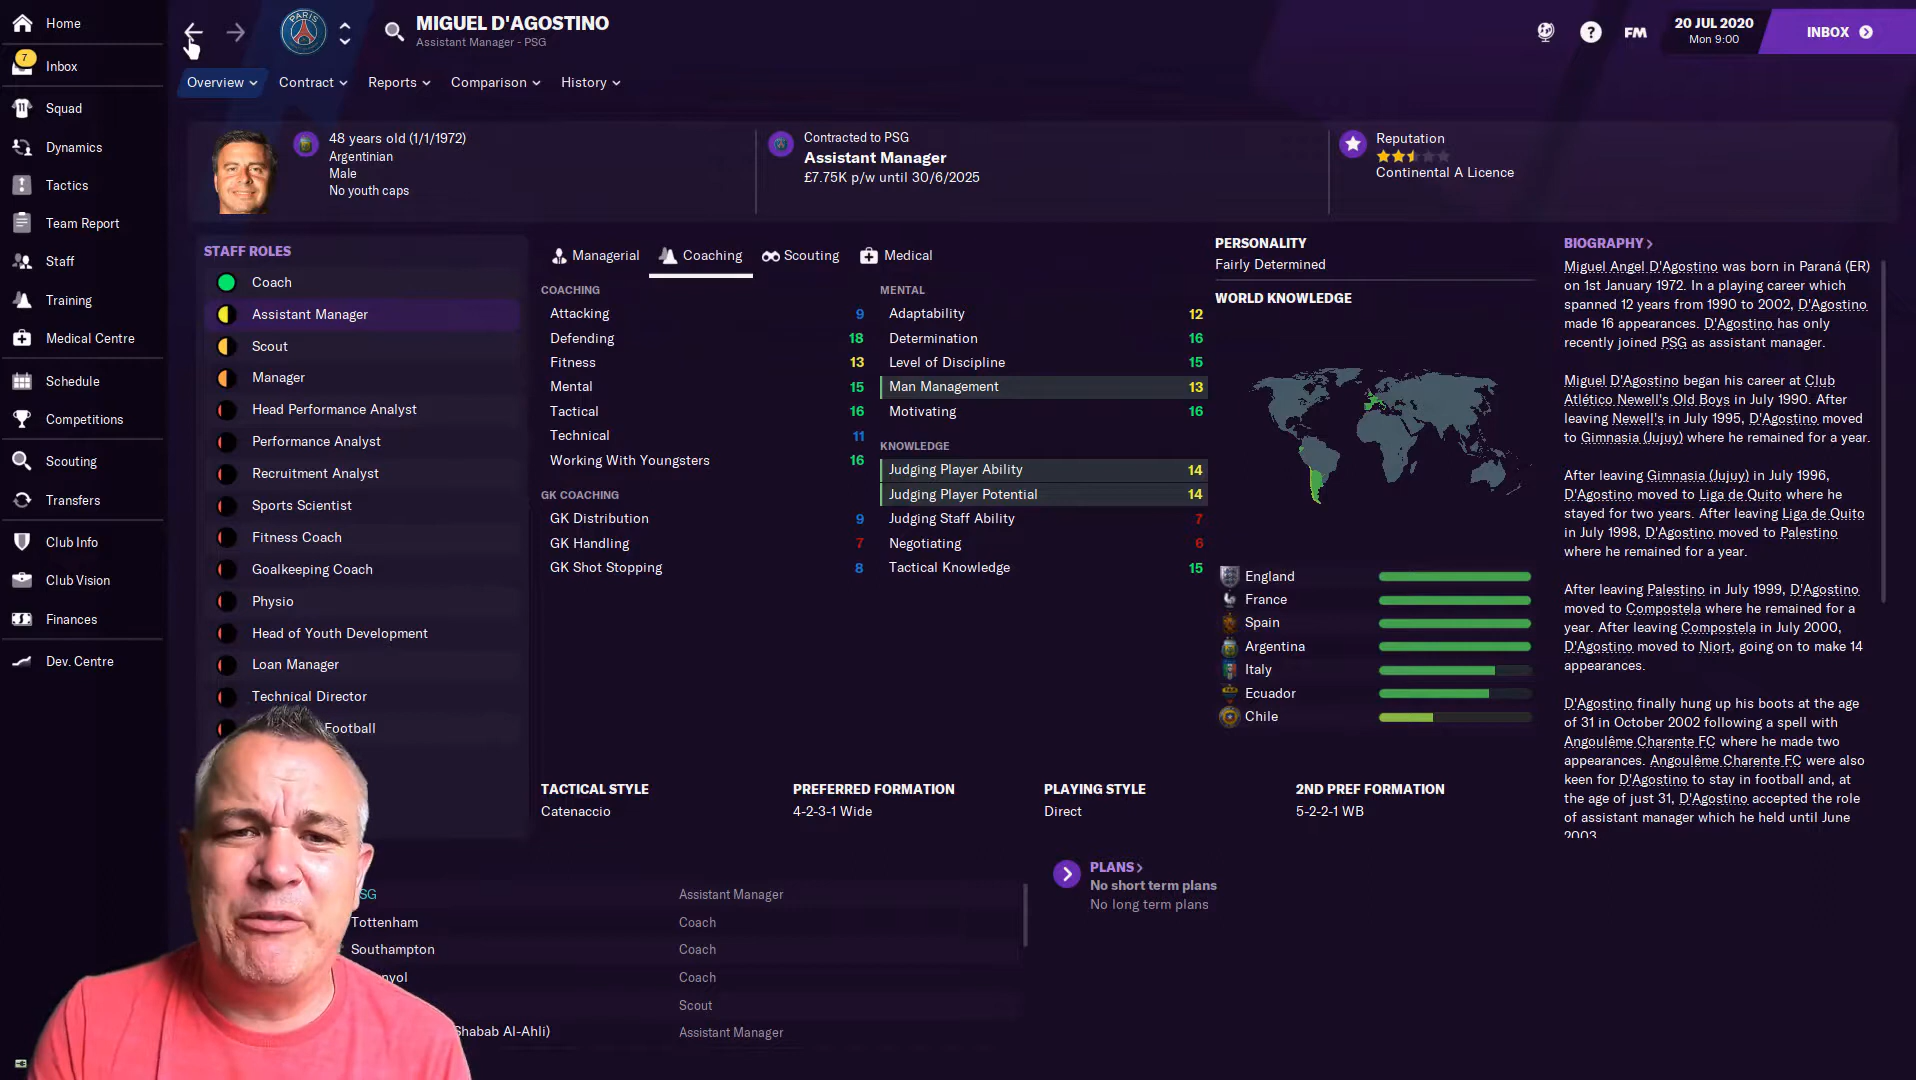 Home
Inbox
7
Squad
Dynamics
Tactics
Team Report
Staff
Training
Medical Centre
Schedule
Competitions
Scouting
Transfers
Club Info
Club Vision
Finances
Dev. Centre
PARIS
MIGUEL D'AGOSTINO
Assistant Manager - PSG
? FM
20 JUL 2020
Mon 9:00
INBOX
Overview Contract Reports Comparison History
48 years old (1/1/1972)
Argentinian
Male
No youth caps
Contracted to PSG
Assistant Manager
£7.75K p/w until 30/6/2025
Reputation
Continental A Licence
STAFF ROLES
Coach
Assistant Manager
Scout
Manager
Head Performance Analyst
Performance Analyst
Recruitment Analyst
Sports Scientist
Fitness Coach
Goalkeeping Coach
Physio
Head of Youth Development
Loan Manager
Technical Director
Football
Managerial Coaching Scouting Medical
COACHING
Attacking 9
Defending 18
Fitness 13
Mental 15
Tactical 16
Technical 11
Working With Youngsters 16
GK COACHING
GK Distribution 9
GK Handling 7
GK Shot Stopping 8
MENTAL
Adaptability 12
Determination 16
Level of Discipline 15
Man Management 13
Motivating 16
KNOWLEDGE
Judging Player Ability 14
Judging Player Potential 14
Judging Staff Ability 7
Negotiating 6
Tactical Knowledge 15
TACTICAL STYLE
Catenaccio
PREFERRED FORMATION
4-2-3-1 Wide
PLAYING STYLE
Direct
2ND PREF FORMATION
5-2-2-1 WB
SG Assistant Manager
Tottenham Coach
Southampton Coach
nyol Coach
Scout
Shabab Al-Ahli) Assistant Manager
PLANS >
No short term plans
No long term plans
PERSONALITY
Fairly Determined
WORLD KNOWLEDGE
England
France
Spain
Argentina
Italy
Ecuador
Chile
BIOGRAPHY >
Miguel Angel D'Agostino was born in Paraná (ER)
on 1st January 1972. In a playing career which
spanned 12 years from 1990 to 2002, D'Agostino
made 16 appearances. D'Agostino has only
recently joined PSG as assistant manager.
Miguel D'Agostino began his career at Club
Atlético Newell's Old Boys in July 1990. After
leaving Newell's in July 1995, D'Agostino moved
to Gimnasia (Jujuy) where he remained for a year.
After leaving Gimnasia (Jujuy) in July 1996,
D'Agostino moved to Liga de Quito where he
stayed for two years. After leaving Liga de Quito
in July 1998, D'Agostino moved to Palestino
where he remained for a year.
After leaving Palestino in July 1999, D'Agostino
moved to Compostela where he remained for a
year. After leaving Compostela in July 2000,
D'Agostino moved to Niort, going on to make 14
appearances.
D'Agostino finally hung up his boots at the age
of 31 in October 2002 following a spell with
Angoulême Charente FC where he made two
appearances. Angoulême Charente FC were also
keen for D'Agostino to stay in football and, at
the age of just 31, D'Agostino accepted the role
of assistant manager which he held until June
2003